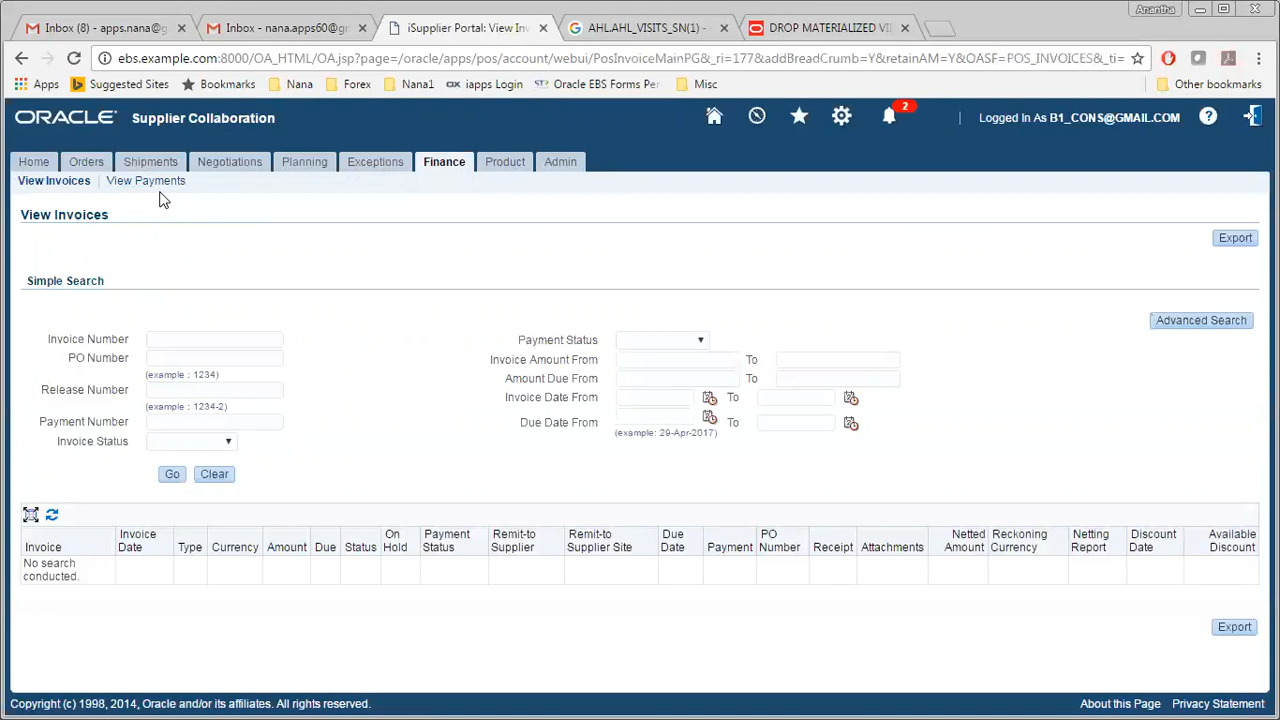 Anantha
Inbox (8) - apps.nana@g
Inbox - nana.apps60@gr
iSupplier Portal: View Inv
AHLAHL_VISITS_SN(1) -
DROP MATERIALIZED VI
ebs.example.com:8000/OA_HTML/OA.jsp?page=/oracle/apps/pos/account/webui/PosInvoiceMainPG&_ri=177&addBreadCrumb=Y&retainAM=Y&OASF=POS_INVOICES&_ti=
Apps Suggested Sites Bookmarks Nana Forex Nana1 iapps Login Oracle EBS Forms Per Misc Other bookmarks
ORACLE Supplier Collaboration 2 Logged In As B1_CONS@GMAIL.COM
Home Orders Shipments Negotiations Planning Exceptions Finance Product Admin
View Invoices View Payments
View Invoices
Export
Simple Search
Advanced Search
Invoice Number
PO Number
(example : 1234)
Release Number
(example : 1234-2)
Payment Number
Invoice Status
Payment Status
Invoice Amount From To
Amount Due From To
Invoice Date From To
Due Date From To
(example: 29-Apr-2017)
Go Clear
Invoice
Invoice Date
Type
Currency
Amount
Due
Status
On Hold
Payment Status
Remit-to Supplier
Remit-to Supplier Site
Due Date
Payment
PO Number
Receipt
Attachments
Netted Amount
Reckoning Currency
Netting Report
Discount Date
Available Discount
No search
conducted.
Export
Copyright (c) 1998, 2014, Oracle and/or its affiliates. All rights reserved.
About this Page Privacy Statement